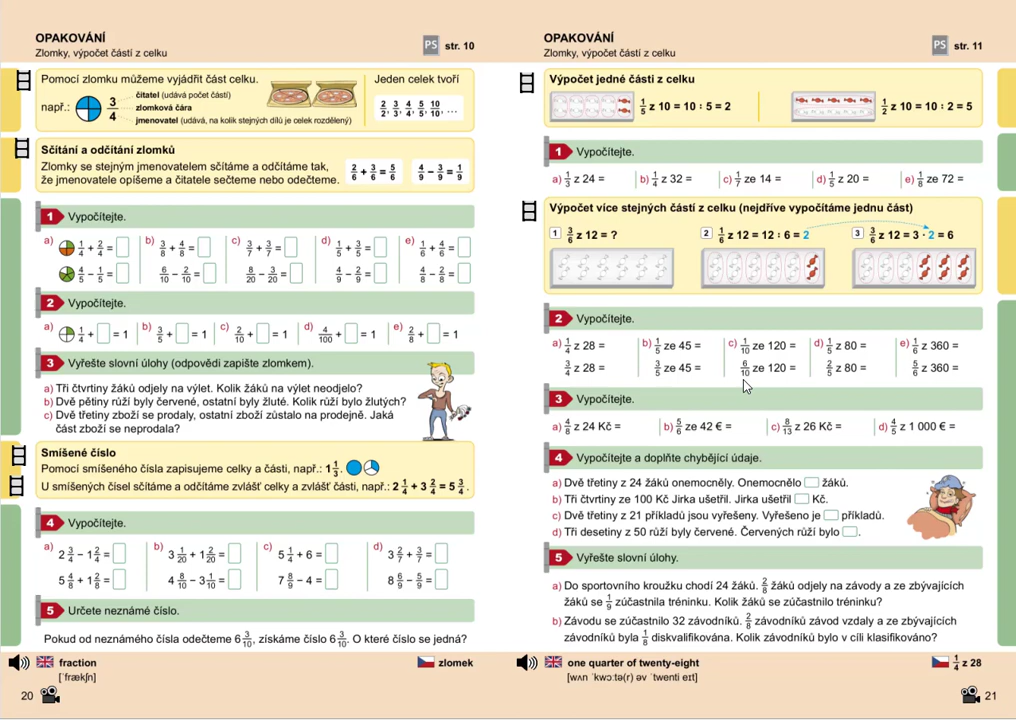 OPAKOVÁNÍ
Zlomky, výpočet částí z celku
PS str. 10
Pomocí zlomku můžeme vyjádřit část celku.
např.: 3/4
čitatel (udává počet částí)
zlomková čára
jmenovatel (udává, na kolik stejných dílů je celek rozdělený)
Jeden celek tvoří
2/2, 3/3, 4/4, 5/5, 10/10, ...
Sčítání a odčítání zlomků
Zlomky se stejným jmenovatelem sčítáme a odčítáme tak,
že jmenovatele opíšeme a čitatele sečteme nebo odečteme.
2/6 + 3/6 = 5/6
4/9 − 3/9 = 1/9
1 Vypočítejte.
a) 1/4 + 2/4 = b) 3/8 + 4/8 = c) 3/7 + 3/7 = d) 1/5 + 3/5 = e) 1/6 + 4/6 =
4/5 − 1/5 = 6/10 − 2/10 = 8/20 − 3/20 = 4/9 − 2/9 = 4/8 − 2/8 =
2 Vypočítejte.
a) 1/4 + = 1 b) 3/5 + = 1 c) 2/10 + = 1 d) 4/100 + = 1 e) 2/8 + = 1
3 Vyřešte slovní úlohy (odpovědi zapište zlomkem).
a) Tři čtvrtiny žáků odjely na výlet. Kolik žáků na výlet neodjelo?
b) Dvě pětiny růží byly červené, ostatní byly žluté. Kolik růží bylo žlutých?
c) Dvě třetiny zboží se prodaly, ostatní zboží zůstalo na prodejně. Jaká
část zboží se neprodala?
Smíšené číslo
Pomocí smíšeného čísla zapisujeme celky a části, např.: 1 1/3.
U smíšených čísel sčítáme a odčítáme zvlášť celky a zvlášť části, např.: 2 1/4 + 3 2/4 = 5 3/4.
4 Vypočítejte.
a) 2 3/4 − 1 2/4 = b) 3 1/20 + 1 2/20 = c) 5 1/4 + 6 = d) 3 2/7 + 3/7 =
5 4/8 + 1 2/8 = 4 8/10 − 3 1/10 = 7 8/9 − 4 = 8 6/9 − 5/9 =
5 Určete neznámé číslo.
Pokud od neznámého čísla odečteme 6 3/10, získáme číslo 6 3/10. O které číslo se jedná?
fraction
[ˈfrækʃn]
zlomek
20
OPAKOVÁNÍ
Zlomky, výpočet částí z celku
PS str. 11
Výpočet jedné části z celku
1/5 z 10 = 10 : 5 = 2
1/2 z 10 = 10 : 2 = 5
1 Vypočítejte.
a) 1/3 z 24 = b) 1/4 z 32 = c) 1/7 ze 14 = d) 1/5 z 20 = e) 1/8 ze 72 =
Výpočet více stejných částí z celku (nejdříve vypočítáme jednu část)
1 3/6 z 12 = ?
2 1/6 z 12 = 12 : 6 = 2
3 3/6 z 12 = 3 · 2 = 6
2 Vypočítejte.
a) 1/4 z 28 = b) 1/5 ze 45 = c) 1/10 ze 120 = d) 1/5 z 80 = e) 1/6 z 360 =
3/4 z 28 = 3/5 ze 45 = 6/10 ze 120 = 2/5 z 80 = 5/6 z 360 =
3 Vypočítejte.
a) 4/8 z 24 Kč = b) 5/6 ze 42 € = c) 8/13 z 26 Kč = d) 4/5 z 1 000 € =
4 Vypočítejte a doplňte chybějící údaje.
a) Dvě třetiny z 24 žáků onemocněly. Onemocnělo žáků.
b) Tři čtvrtiny ze 100 Kč Jirka ušetřil. Jirka ušetřil Kč.
c) Dvě třetiny z 21 příkladů jsou vyřešeny. Vyřešeno je příkladů.
d) Tři desetiny z 50 růží byly červené. Červených růží bylo .
5 Vyřešte slovní úlohy.
a) Do sportovního kroužku chodí 24 žáků. 2/8 žáků odjely na závody a ze zbývajících
žáků se 1/9 zúčastnila tréninku. Kolik žáků se zúčastnilo tréninku?
b) Závodu se zúčastnilo 32 závodníků. 2/8 závodníků závod vzdaly a ze zbývajících
závodníků byla 1/8 diskvalifikována. Kolik závodníků bylo v cíli klasifikováno?
one quarter of twenty-eight
[wʌn ˈkwɔːtə(r) əv ˈtwenti eɪt]
1/4 z 28
21